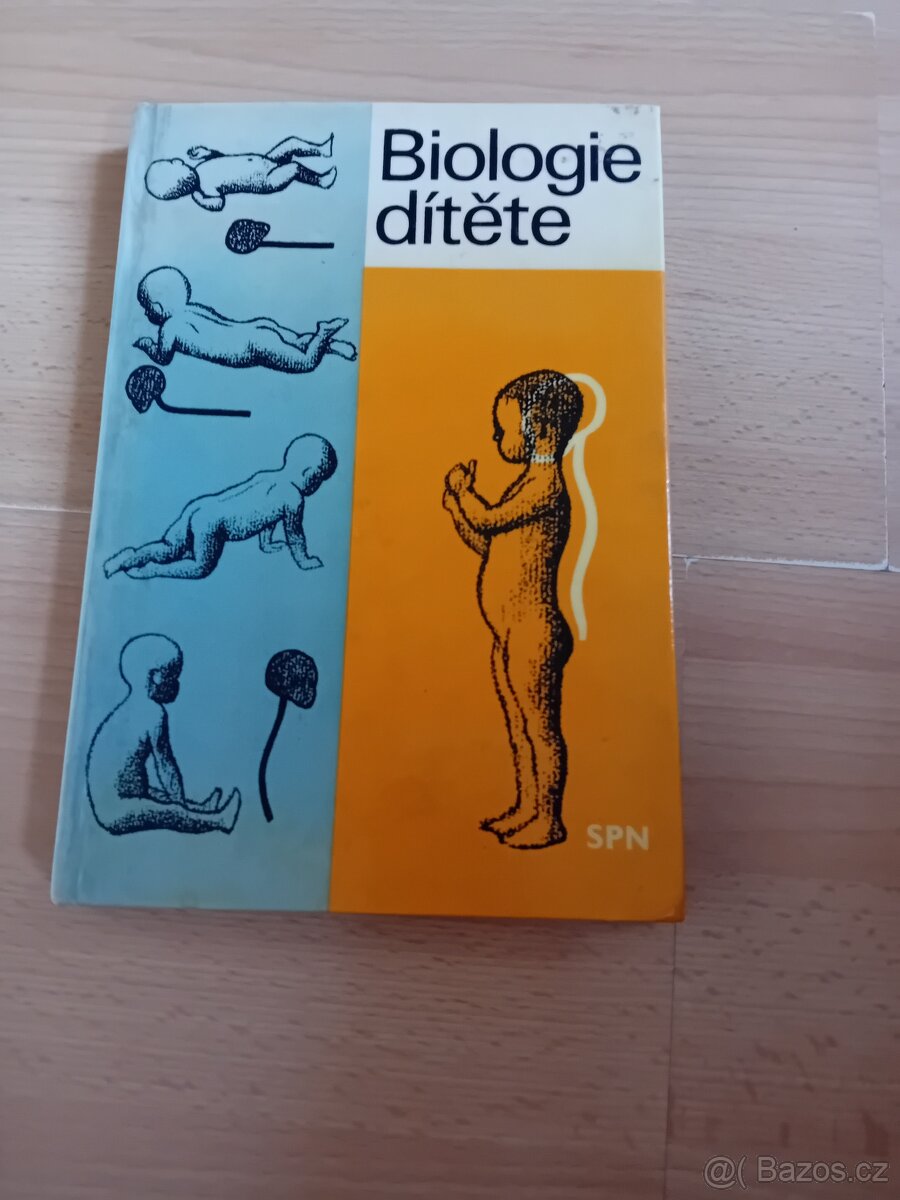 Biologie
dítěte
SPN
@( Bazos.cz